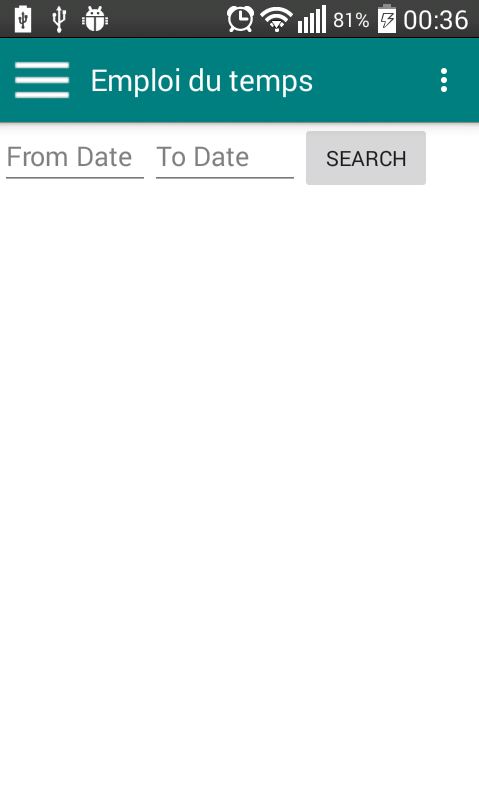 81% 00:36
Emploi du temps
From Date To Date SEARCH